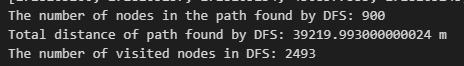 The number of nodes in the path found by DFS: 900
Total distance of path found by DFS: 39219.993000000024 m
The number of visited nodes in DFS: 2493